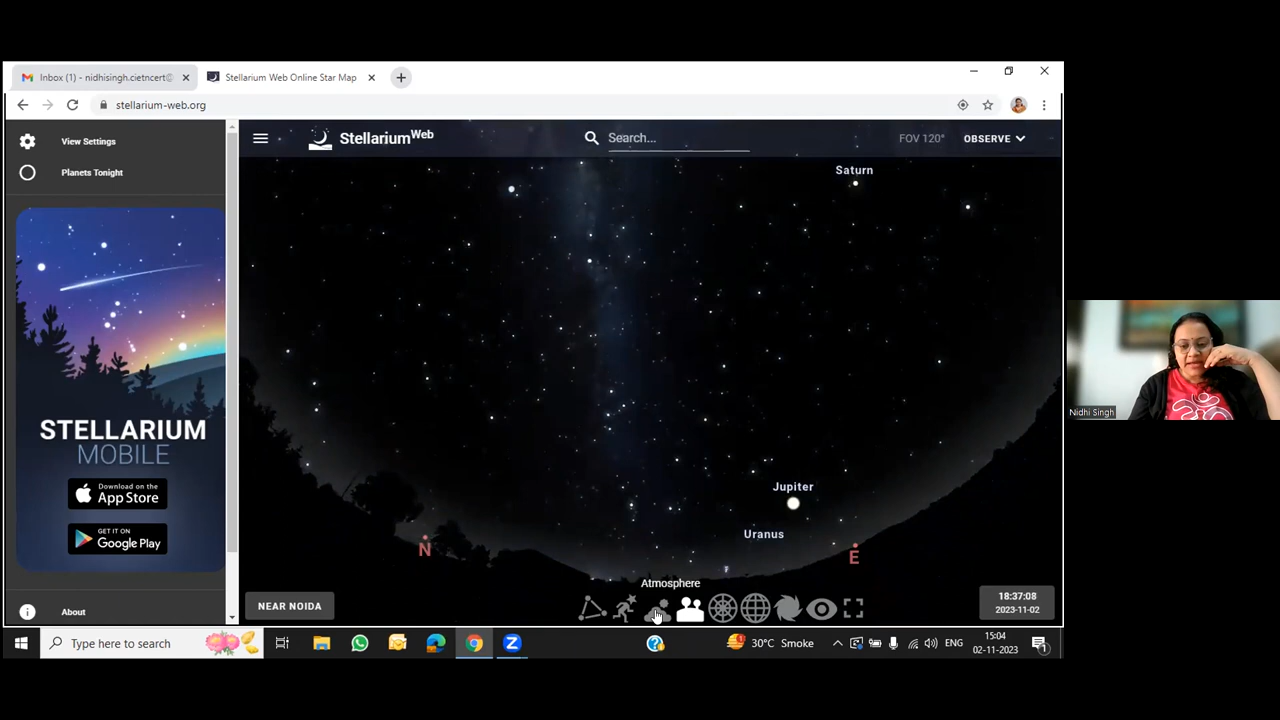 Inbox (1) - nidhisingh.cietncert@
Stellarium Web Online Star Map
stellarium-web.org
View Settings
Planets Tonight
StellariumWeb
Search...
FOV 120°
OBSERVE
Saturn
STELLARIUM
MOBILE
Download on the
App Store
GET IT ON
Google Play
Jupiter
Uranus
N
E
Atmosphere
About
NEAR NOIDA
18:37:08
2023-11-02
Type here to search
30°C Smoke
ENG
15:04
02-11-2023
1
Nidhi Singh